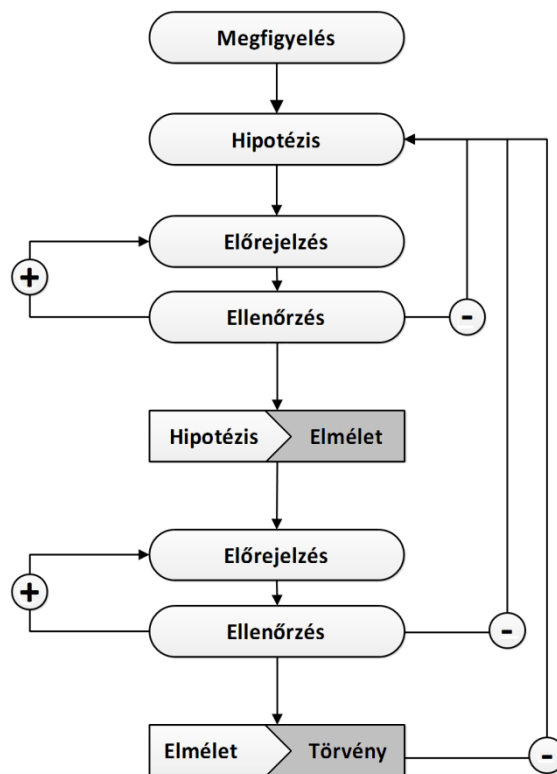 Megfigyelés
Hipotézis
Előrejelzés
+
Ellenőrzés
-
Hipotézis Elmélet
Előrejelzés
+
Ellenőrzés
-
Elmélet Törvény
-